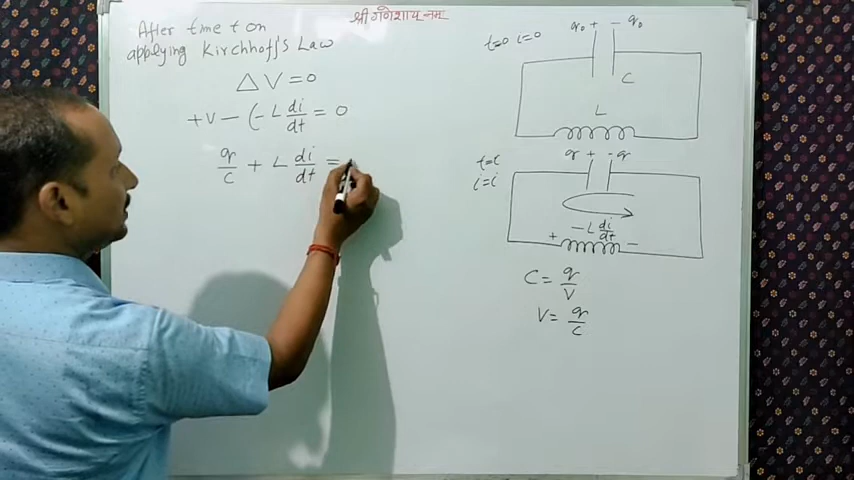 श्री गणेशाय नमः
After time t on
applying Kirchhoff's Law
△V=0
+V-(-L di/dt = 0
q/c + L di/dt =
t=0 i=0
q₀ + - q₀
C
L
t=t
i=i
q + - q
-L di/dt
+ -
C = q/V
V = q/c